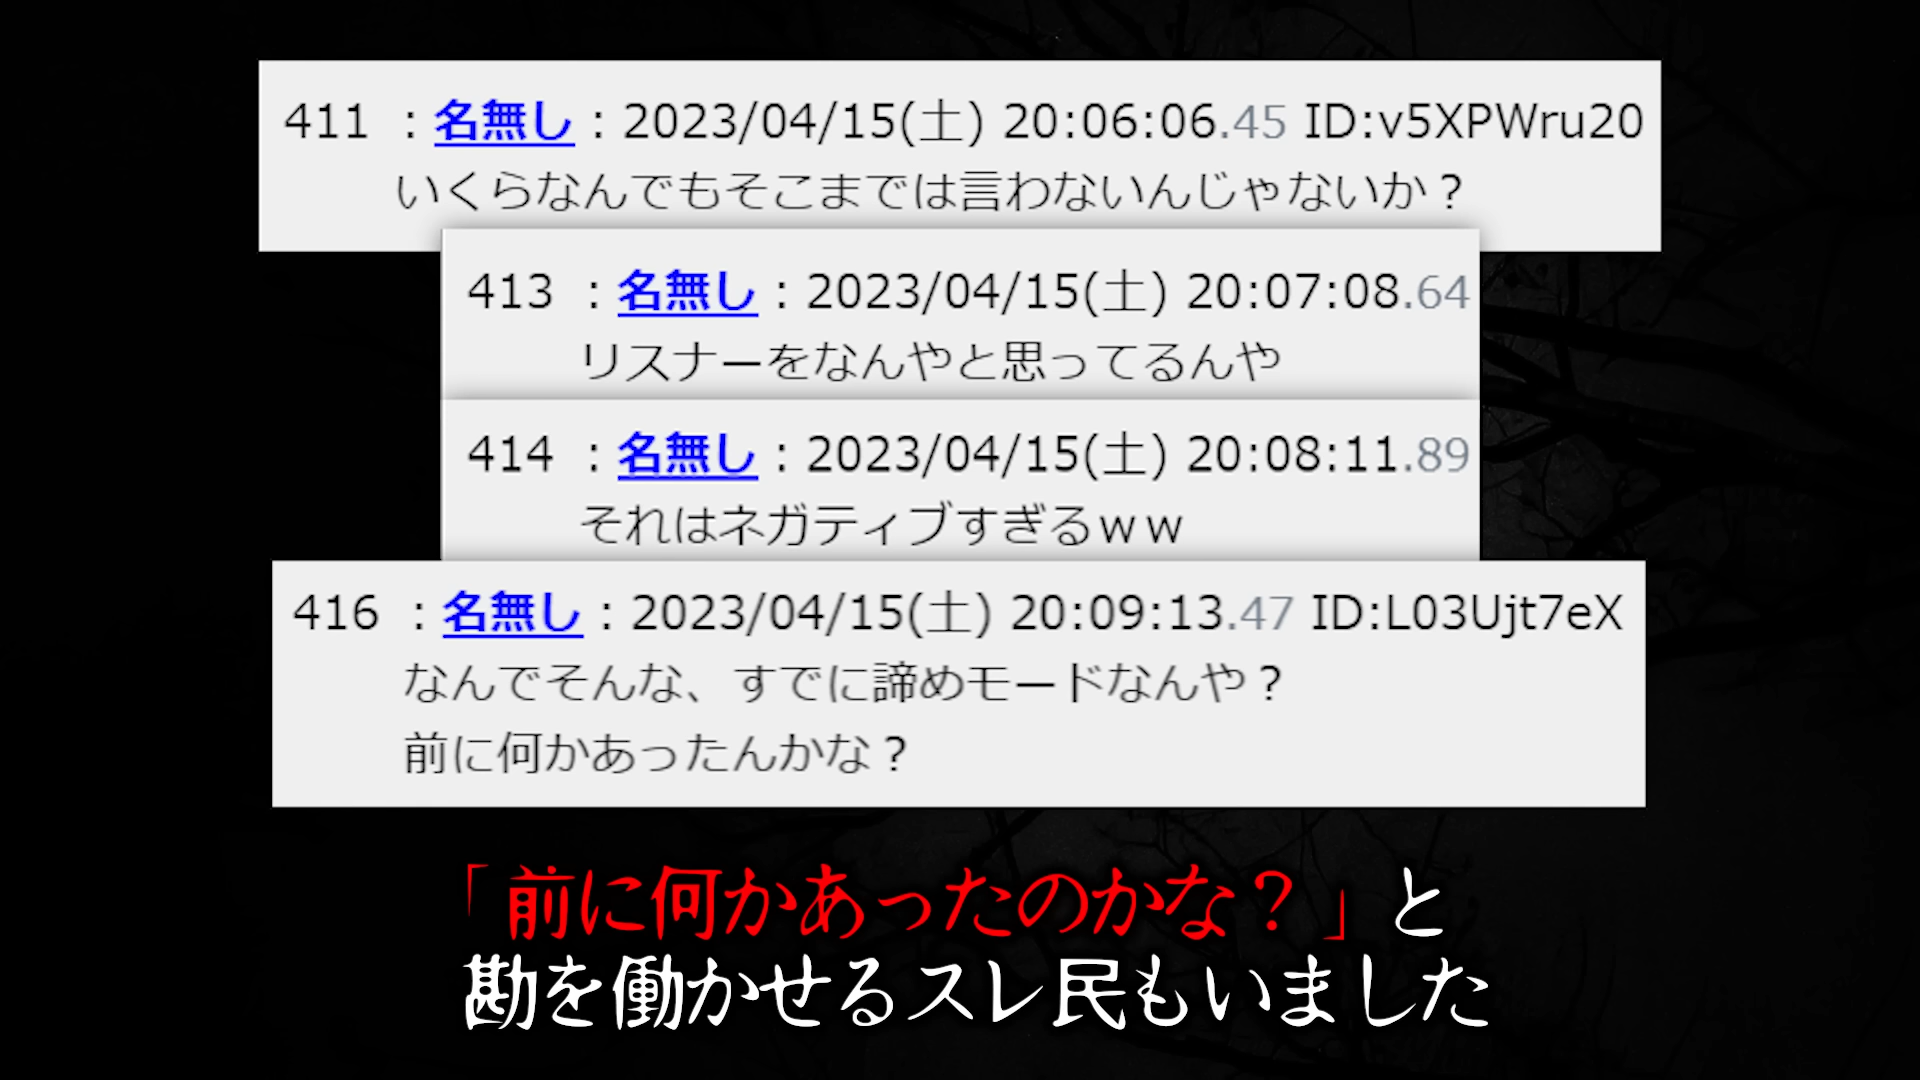 411 ：名無し：2023/04/15(土) 20:06:06.45 ID:v5XPWru20
いくらなんでもそこまでは言わないんじゃないか？
413 ：名無し：2023/04/15(土) 20:07:08.64
リスナーをなんやと思ってるんや
414 ：名無し：2023/04/15(土) 20:08:11.89
それはネガティブすぎるｗｗ
416 ：名無し：2023/04/15(土) 20:09:13.47 ID:L03Ujt7eX
なんでそんな、すでに諦めモードなんや？
前に何かあったんかな？
「前に何かあったのかな？」と
勘を働かせるスレ民もいました